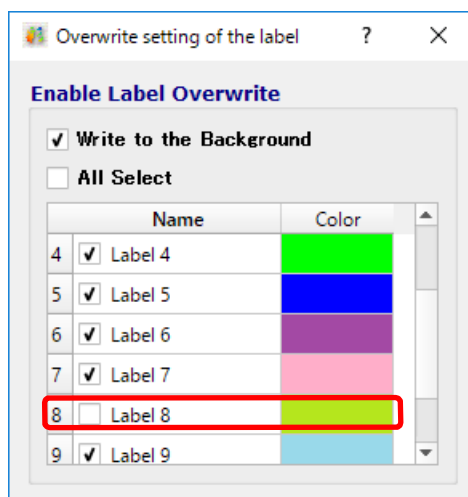 Overwrite setting of the label ?
Enable Label Overwrite
Write to the Background
All Select
Name Color
4 Label 4
5 Label 5
6 Label 6
7 Label 7
8 Label 8
9 Label 9